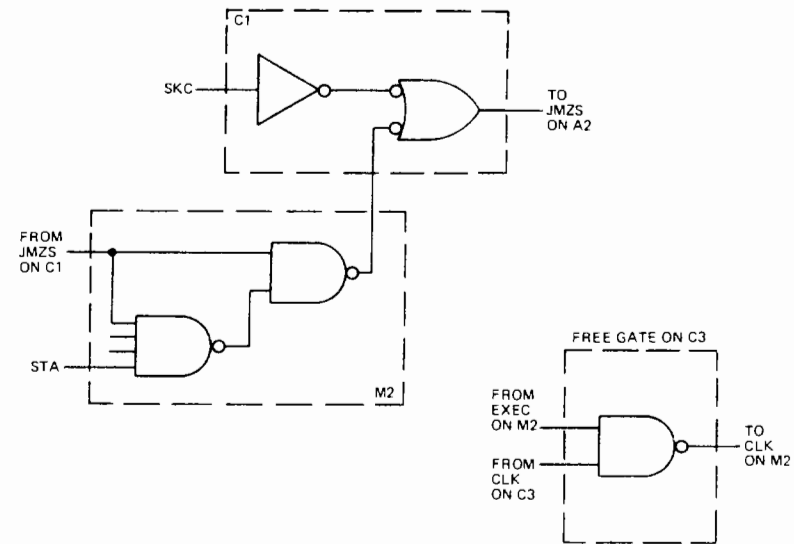 C1
SKC
TO
JMZS
ON A2
FROM
JMZS
ON C1
STA
M2
FREE GATE ON C3
FROM
EXEC
ON M2
FROM
CLK
ON C3
TO
CLK
ON M2